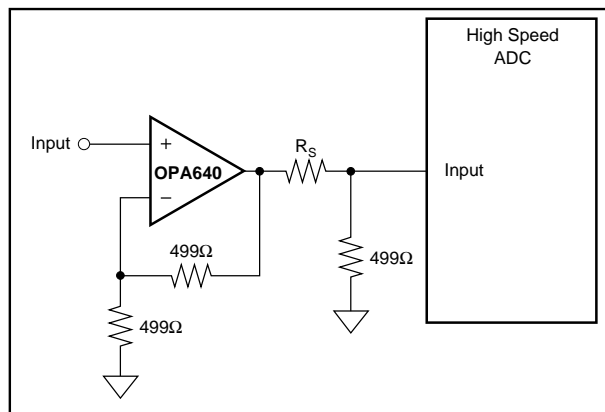 High Speed
ADC
Input
+
OPA640
−
R_S
Input
499Ω
499Ω
499Ω